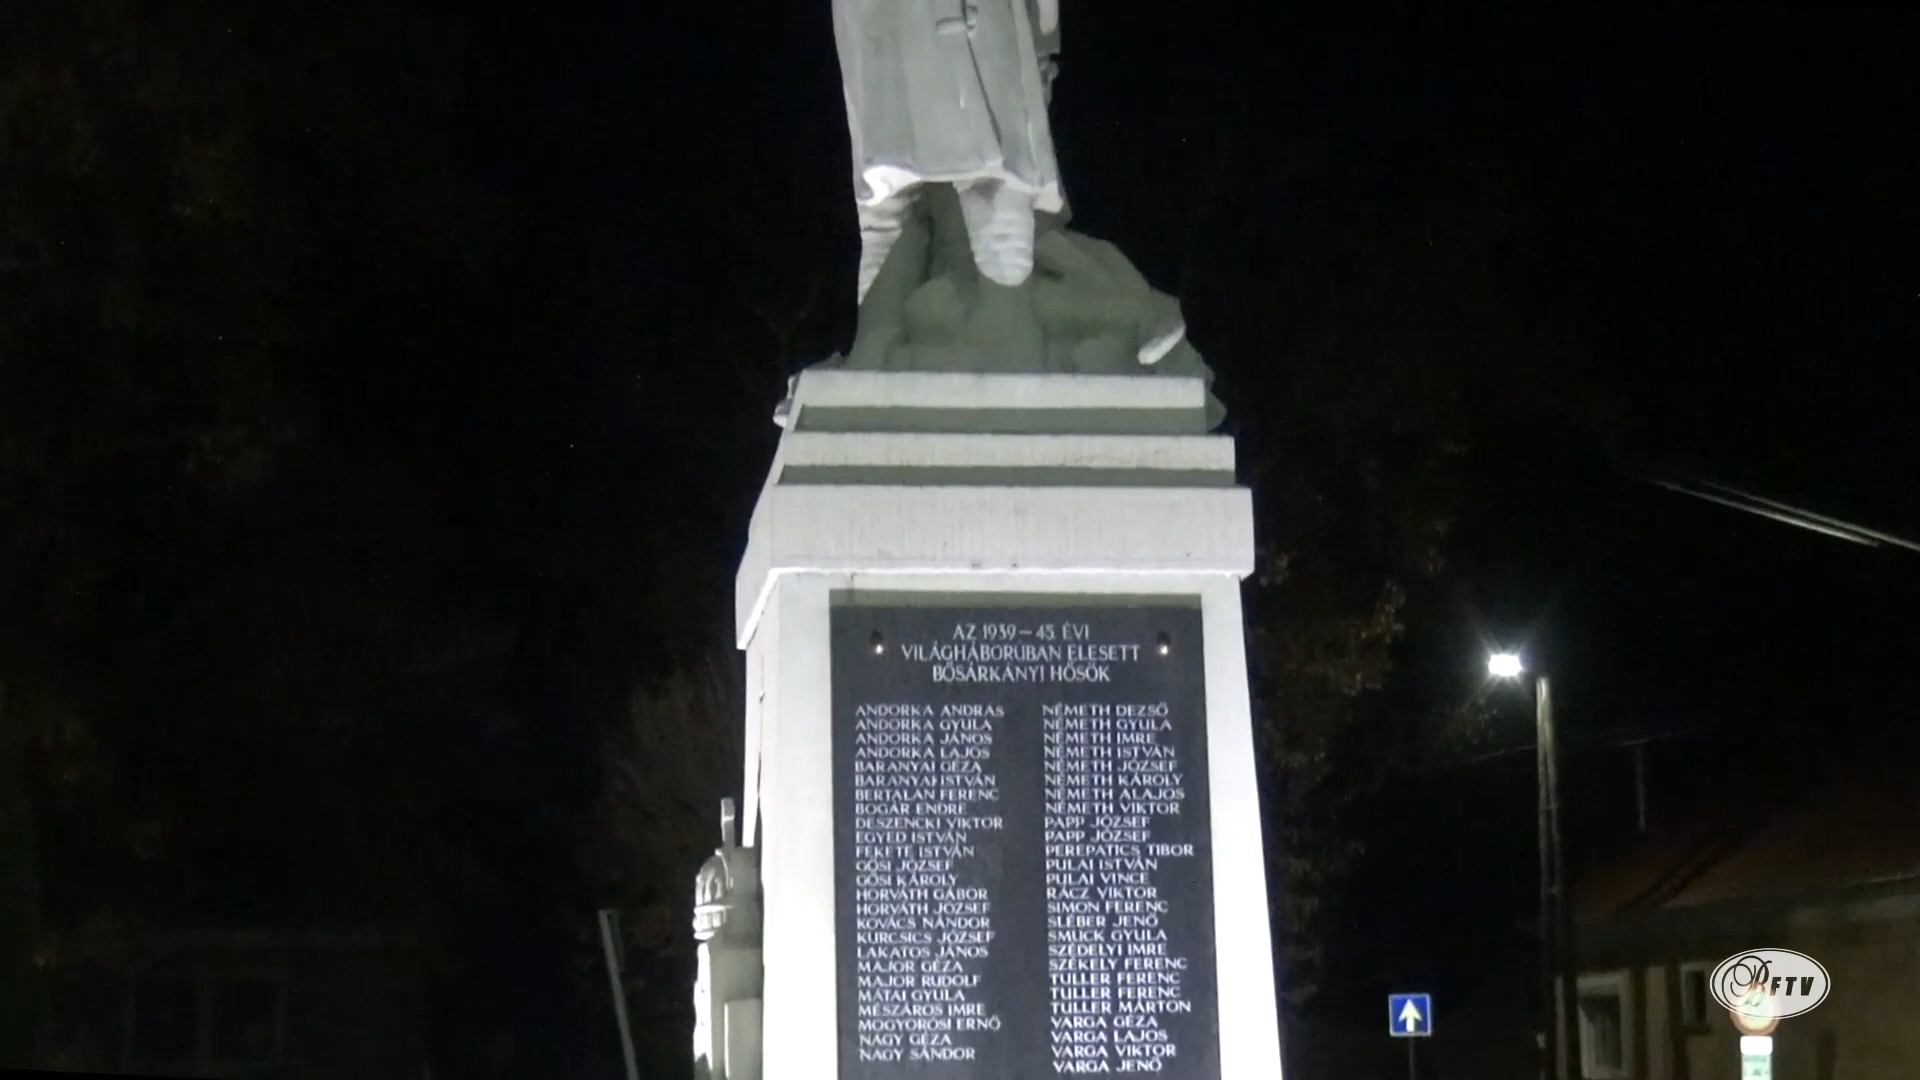 AZ 1939 – 45. ÉVI
VILÁGHÁBORÚBAN ELESETT
BŐSÁRKÁNYI HŐSÖK
ANDORKA ANDRÁS
ANDORKA GYULA
ANDORKA JÁNOS
ANDORKA LAJOS
BARANYAI GÉZA
BARANYAI ISTVÁN
BERTALAN FERENC
BOGÁR ENDRE
DESZENCKI VIKTOR
EGYED ISTVÁN
FEKETE ISTVÁN
GŐSI JÓZSEF
GŐSI KÁROLY
HORVÁTH GÁBOR
HORVÁTH JÓZSEF
KOVÁCS NÁNDOR
KURCSICS JÓZSEF
LAKATOS JÁNOS
MAJOR GÉZA
MAJOR RUDOLF
MÁTAI GYULA
MÉSZÁROS IMRE
MOGYORÓSI ERNŐ
NAGY GÉZA
NAGY SÁNDOR
NÉMETH DEZSŐ
NÉMETH GYULA
NÉMETH IMRE
NÉMETH ISTVÁN
NÉMETH JÓZSEF
NÉMETH KÁROLY
NÉMETH ALAJOS
NÉMETH VIKTOR
PAPP JÓZSEF
PAPP JÓZSEF
PEREPATICS TIBOR
PULAI ISTVÁN
PULAI VINCE
RÁCZ VIKTOR
SIMON FERENC
SLÉBER JENŐ
SMUCK GYULA
SZÉDELYI IMRE
SZÉKELY FERENC
TULLER FERENC
TULLER FERENC
TULLER MÁRTON
VARGA GÉZA
VARGA LAJOS
VARGA VIKTOR
VARGA JENŐ
BFTV